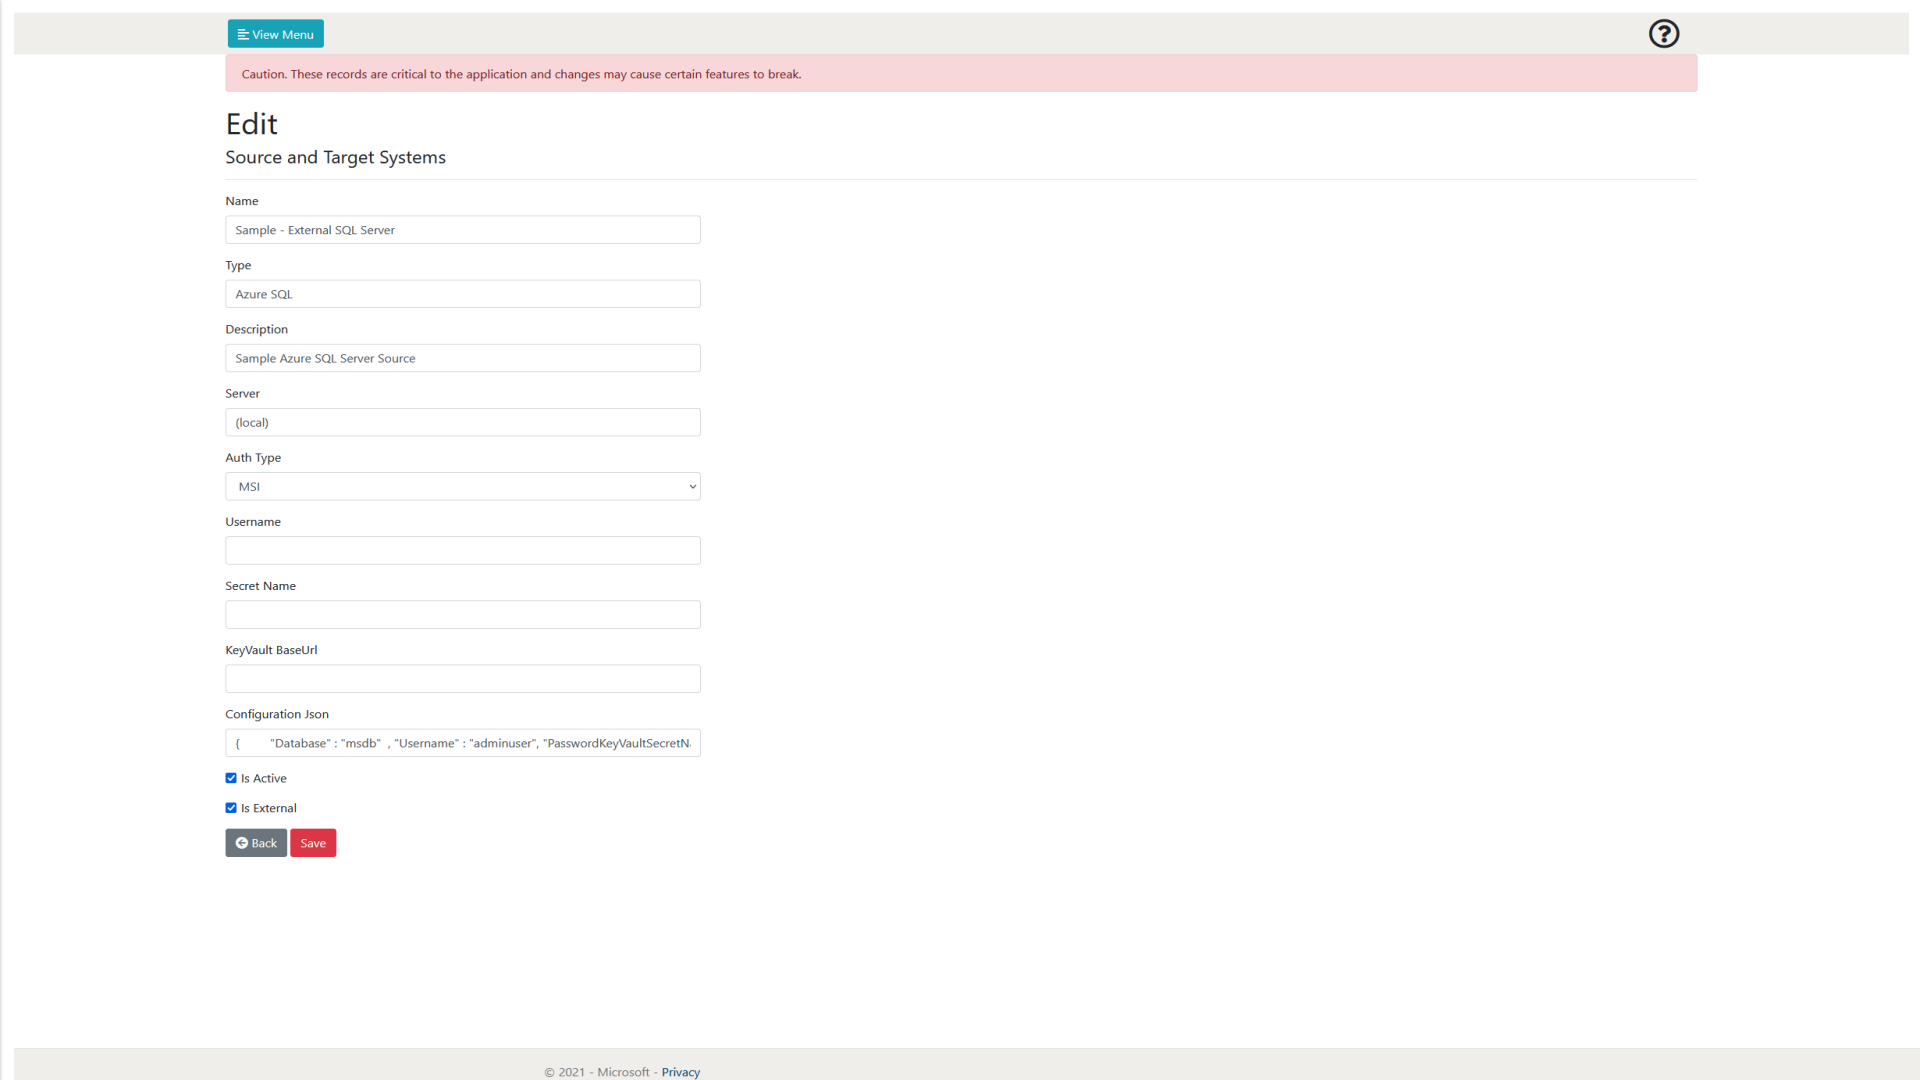 View Menu
Caution. These records are critical to the application and changes may cause certain features to break.
Edit
Source and Target Systems
Name
Sample - External SQL Server
Type
Azure SQL
Description
Sample Azure SQL Server Source
Server
(local)
Auth Type
MSI
Username
Secret Name
KeyVault BaseUrl
Configuration Json
{ "Database" : "msdb" , "Username" : "adminuser", "PasswordKeyVaultSecretN
Is Active
Is External
Back Save
© 2021 - Microsoft - Privacy